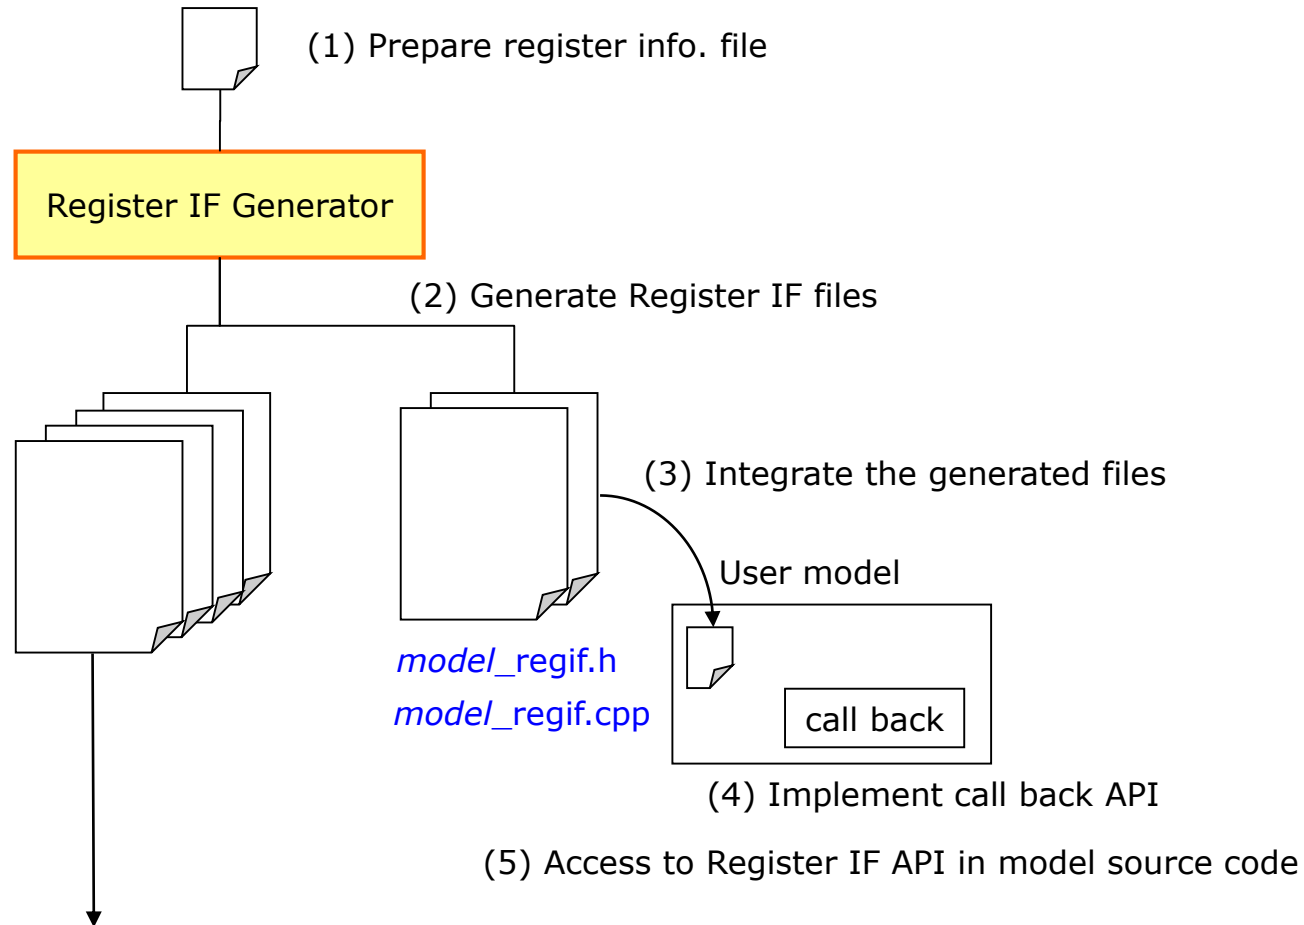 (1) Prepare register info. file
Register IF Generator
(2) Generate Register IF files
(3) Integrate the generated files
User model
model_regif.h
model_regif.cpp
call back
(4) Implement call back API
(5) Access to Register IF API in model source code